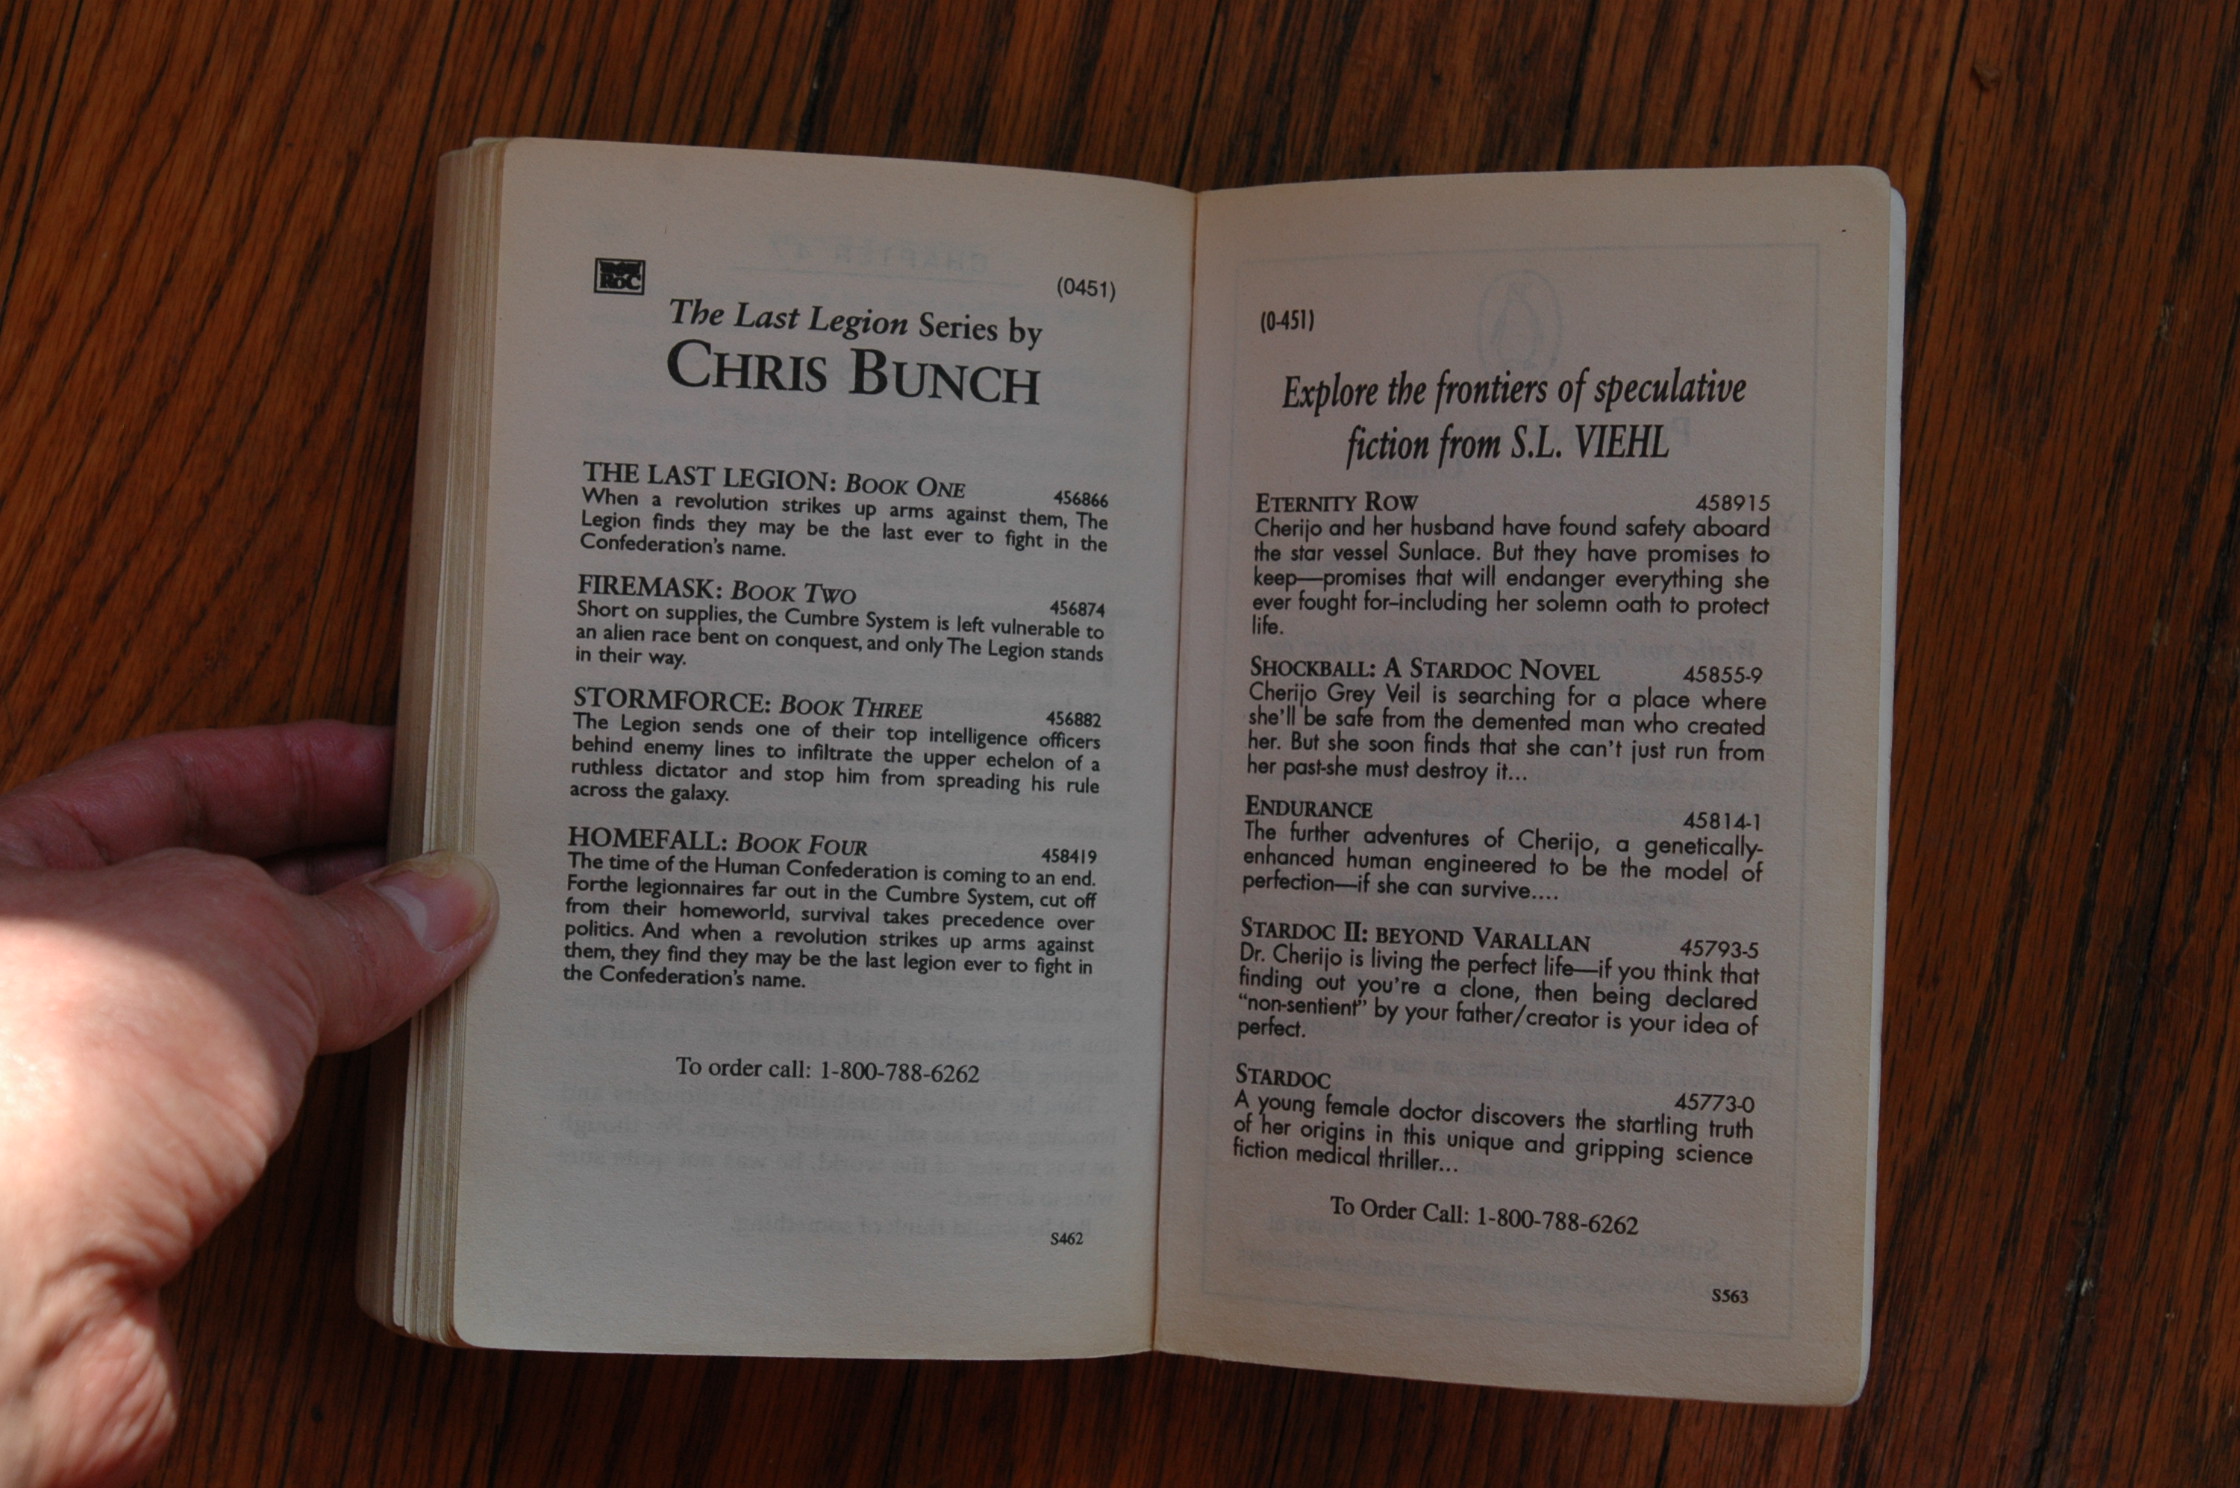 ROC
(0451)
The Last Legion Series by
CHRIS BUNCH
THE LAST LEGION: BOOK ONE 456866
When a revolution strikes up arms against them, The
Legion finds they may be the last ever to fight in the
Confederation's name.
FIREMASK: BOOK TWO 456874
Short on supplies, the Cumbre System is left vulnerable to
an alien race bent on conquest, and only The Legion stands
in their way.
STORMFORCE: BOOK THREE 456882
The Legion sends one of their top intelligence officers
behind enemy lines to infiltrate the upper echelon of a
ruthless dictator and stop him from spreading his rule
across the galaxy.
HOMEFALL: BOOK FOUR 458419
The time of the Human Confederation is coming to an end.
Forthe legionnaires far out in the Cumbre System, cut off
from their homeworld, survival takes precedence over
politics. And when a revolution strikes up arms against
them, they find they may be the last legion ever to fight in
the Confederation's name.
To order call: 1-800-788-6262
S462
(0-451)
Explore the frontiers of speculative
fiction from S.L. VIEHL
ETERNITY ROW 458915
Cherijo and her husband have found safety aboard
the star vessel Sunlace. But they have promises to
keep—promises that will endanger everything she
ever fought for-including her solemn oath to protect
life.
SHOCKBALL: A STARDOC NOVEL 45855-9
Cherijo Grey Veil is searching for a place where
she'll be safe from the demented man who created
her. But she soon finds that she can't just run from
her past-she must destroy it...
ENDURANCE 45814-1
The further adventures of Cherijo, a genetically-
enhanced human engineered to be the model of
perfection—if she can survive....
STARDOC II: BEYOND VARALLAN 45793-5
Dr. Cherijo is living the perfect life—if you think that
finding out you're a clone, then being declared
"non-sentient" by your father/creator is your idea of
perfect.
STARDOC 45773-0
A young female doctor discovers the startling truth
of her origins in this unique and gripping science
fiction medical thriller...
To Order Call: 1-800-788-6262
S563